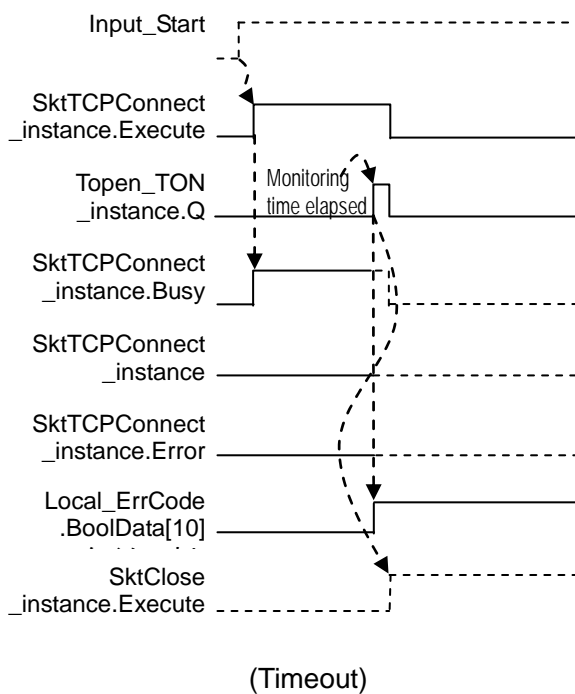 Input_Start
SktTCPConnect
_instance.Execute
Topen_TON
_instance.Q
Monitoring
time elapsed
SktTCPConnect
_instance.Busy
SktTCPConnect
_instance
SktTCPConnect
_instance.Error
Local_ErrCode
.BoolData[10]
SktClose
_instance.Execute
(Timeout)